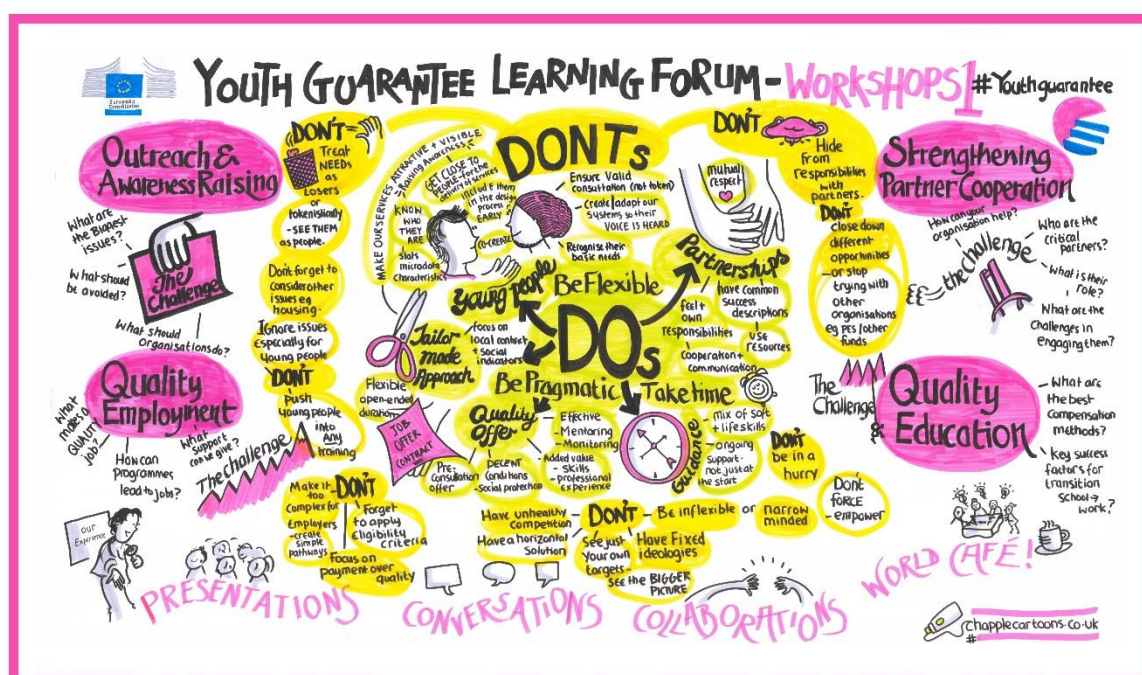 European
Commission
YOUTH GUARANTEE LEARNING FORUM - WORKSHOPS 1 #Youthguarantee
Outreach &
Awareness Raising
What are
the Biggest
issues?
What should
be avoided?
The
Challenge
What should
Organisations do?
DON'T
Treat
NEEDS
as
Losers
or
tokenistically
- SEE THEM
as people.
Don't forget to
Consider other
issues eg
housing.
Ignore issues
Especially for
Young people
DON'T
Push
young people
into
Any
training
DONTs
MAKE OUR SERVICES ATTRACTIVE + VISIBLE
= Raising Awareness
GET CLOSE TO
PEOPLE - for the
delivery of services
include them
in the design
process
EARLY
KNOW
WHO
THEY
ARE
Stats
microdata
characteristics
CO-CREATE
Ensure Valid
Consultation (not token)
Create/adapt our
Systems so their
VOICE IS HEARD
Recognise their
basic needs
mutual
respect
DON'T
Hide
from
responsibilities
with
partners.
DON'T
close down
different
opportunities
or stop
trying with
other
organisations
eg PES/other
funds
Strengthening
Partner Cooperation
How can your
organisation help?
the challenge
Who are the
critical
partners?
What is their
role?
What are the
Challenges in
engaging them?
DOs
Young people
Be Flexible
Partnerships
feel + own
responsibilities
have common
success
descriptions
use
resources
cooperation +
communication
Tailor
made
Approach
focus on
local context
+ social
indicators
Flexible
open-ended
duration
Be Pragmatic
Take time
JOB
OFFER
CONTRACT
Quality
Offer
- Effective
- Mentoring
- Monitoring
Added value
- skills
- professional
experience
Pre-
Consultation
offer
DECENT
Conditions
- Social protection
Guidance
mix of soft
+ life skills
ongoing
support -
not just at
the start
DON'T
be in a
hurry
Dont
FORCE
- empower
Quality
Employment
What
makes a
QUALITY
job?
How can
Programmes
lead to jobs?
What
support
can we give?
The challenge
The
Challenge
Quality
& Education
What are
the best
compensation
methods?
Key success
factors for
transition
School →
work?
Make it
too
Complex for
Employers
- create
simple
pathways
DON'T
Forget
to apply
Eligibility
criteria
Focus on
payment over
quality
Have unhealthy
Competition
Have a horizontal
Solution
DON'T
Be inflexible or narrow
minded
See just
Your own
targets -
SEE the BIGGER
PICTURE
Have Fixed
ideologies
OUR
Experience
PRESENTATIONS
CONVERSATIONS
COLLABORATIONS
WORLD CAFÉ!
chapplecartoons.co.uk
#